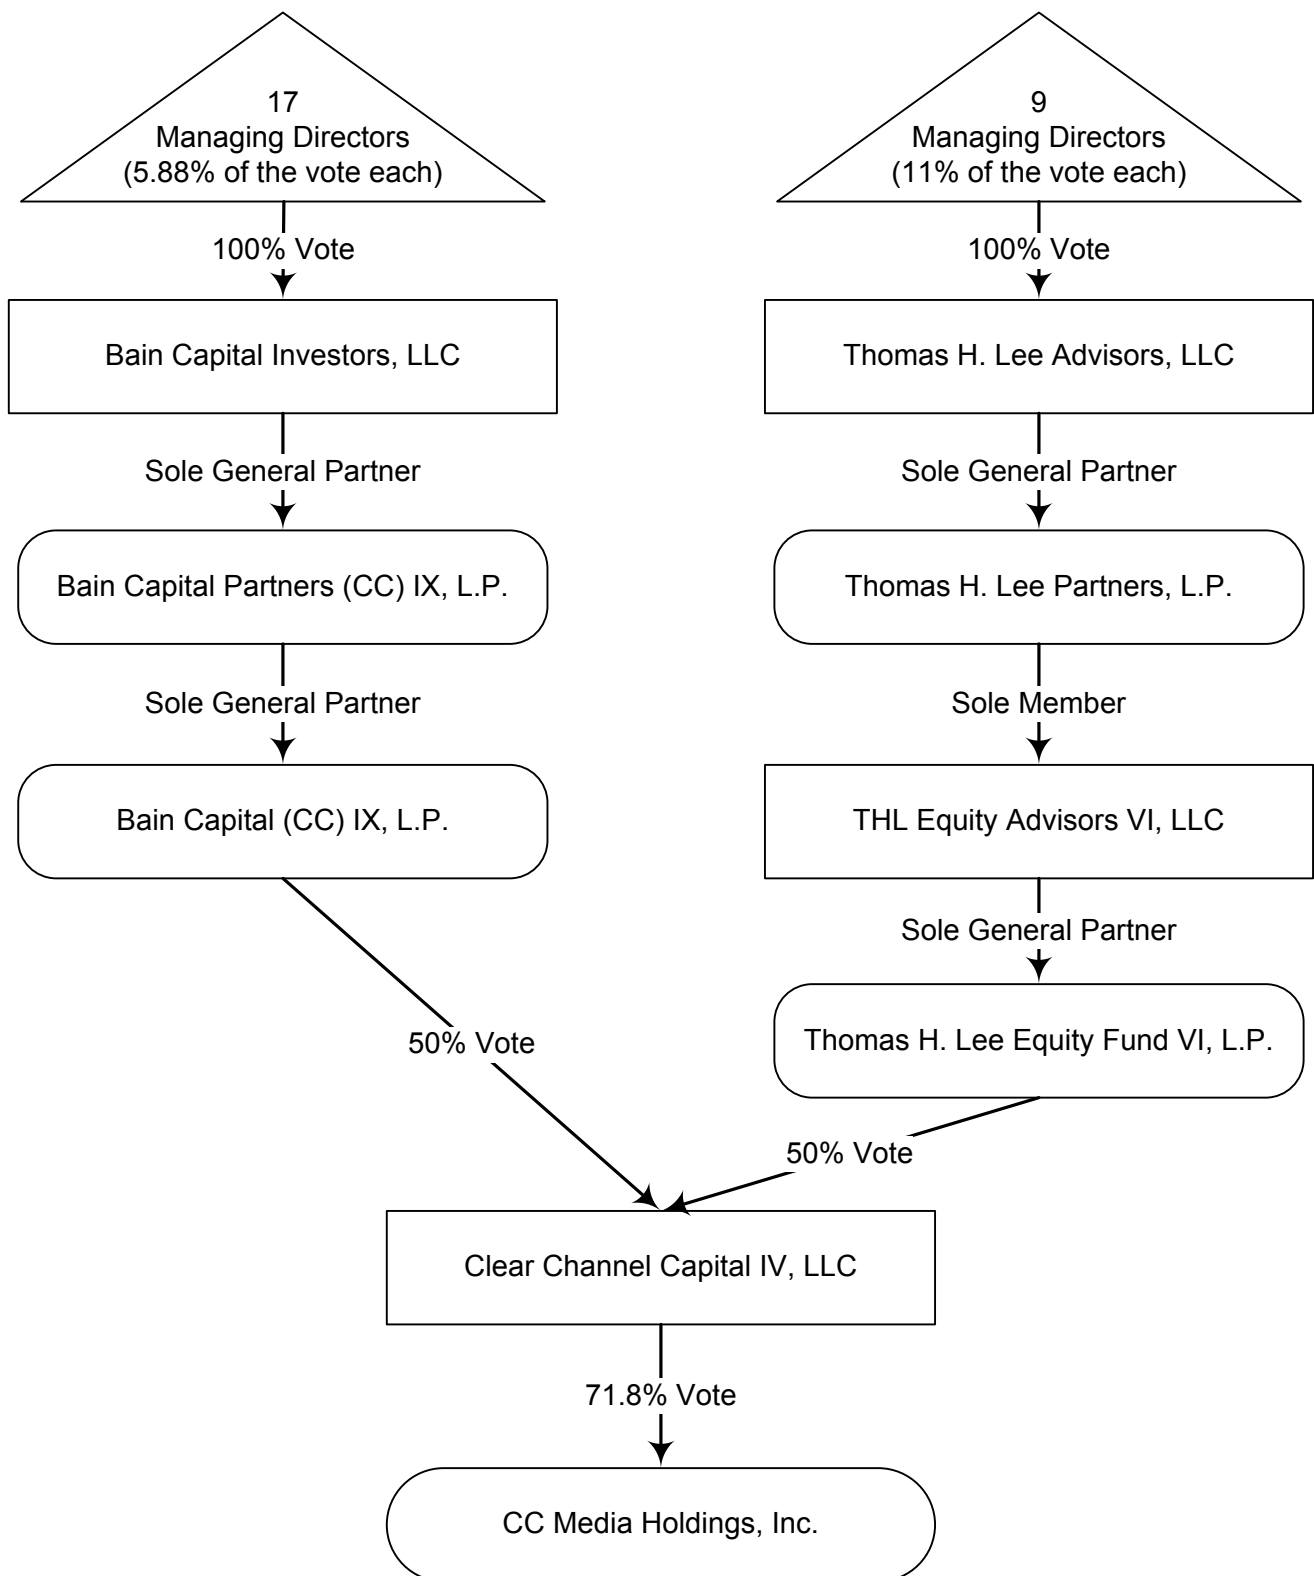 17
Managing Directors
(5.88% of the vote each)
100% Vote
Bain Capital Investors, LLC
Sole General Partner
Bain Capital Partners (CC) IX, L.P.
Sole General Partner
Bain Capital (CC) IX, L.P.
50% Vote
9
Managing Directors
(11% of the vote each)
100% Vote
Thomas H. Lee Advisors, LLC
Sole General Partner
Thomas H. Lee Partners, L.P.
Sole Member
THL Equity Advisors VI, LLC
Sole General Partner
Thomas H. Lee Equity Fund VI, L.P.
50% Vote
Clear Channel Capital IV, LLC
71.8% Vote
CC Media Holdings, Inc.